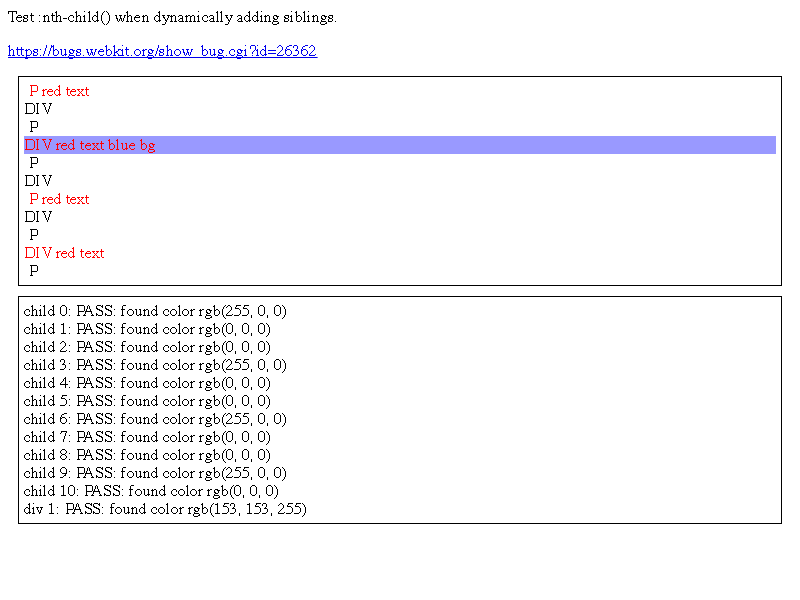 Test :nth-child() when dynamically adding siblings.
https://bugs.webkit.org/show_bug.cgi?id=26362
P red text
DIV
P
DIV red text blue bg
P
DIV
P red text
DIV
P
DIV red text
P
child 0: PASS: found color rgb(255, 0, 0)
child 1: PASS: found color rgb(0, 0, 0)
child 2: PASS: found color rgb(0, 0, 0)
child 3: PASS: found color rgb(255, 0, 0)
child 4: PASS: found color rgb(0, 0, 0)
child 5: PASS: found color rgb(0, 0, 0)
child 6: PASS: found color rgb(255, 0, 0)
child 7: PASS: found color rgb(0, 0, 0)
child 8: PASS: found color rgb(0, 0, 0)
child 9: PASS: found color rgb(255, 0, 0)
child 10: PASS: found color rgb(0, 0, 0)
div 1: PASS: found color rgb(153, 153, 255)